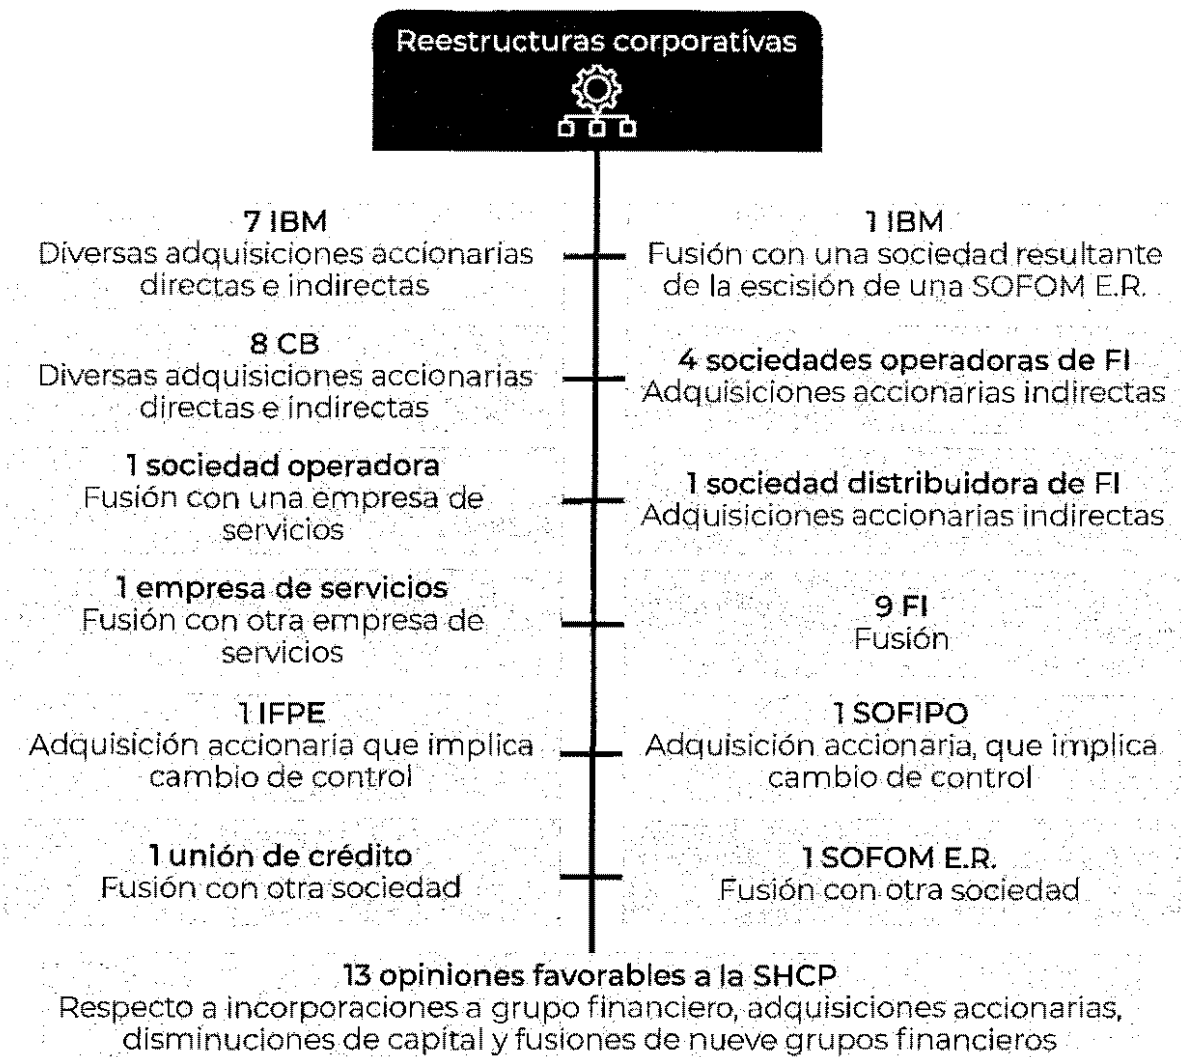 Reestructuras corporativas
7 IBM
Diversas adquisiciones accionarias
directas e indirectas
1 IBM
Fusión con una sociedad resultante
de la escisión de una SOFOM E.R.
8 CB
Diversas adquisiciones accionarias
directas e indirectas
4 sociedades operadoras de FI
Adquisiciones accionarias indirectas
1 sociedad operadora
Fusión con una empresa de
servicios
1 sociedad distribuidora de FI
Adquisiciones accionarias indirectas
1 empresa de servicios
Fusión con otra empresa de
servicios
9 FI
Fusión
1 IFPE
Adquisición accionaria que implica
cambio de control
1 SOFIPO
Adquisición accionaria, que implica
cambio de control
1 unión de crédito
Fusión con otra sociedad
1 SOFOM E.R.
Fusión con otra sociedad
13 opiniones favorables a la SHCP
Respecto a incorporaciones a grupo financiero, adquisiciones accionarias,
disminuciones de capital y fusiones de nueve grupos financieros